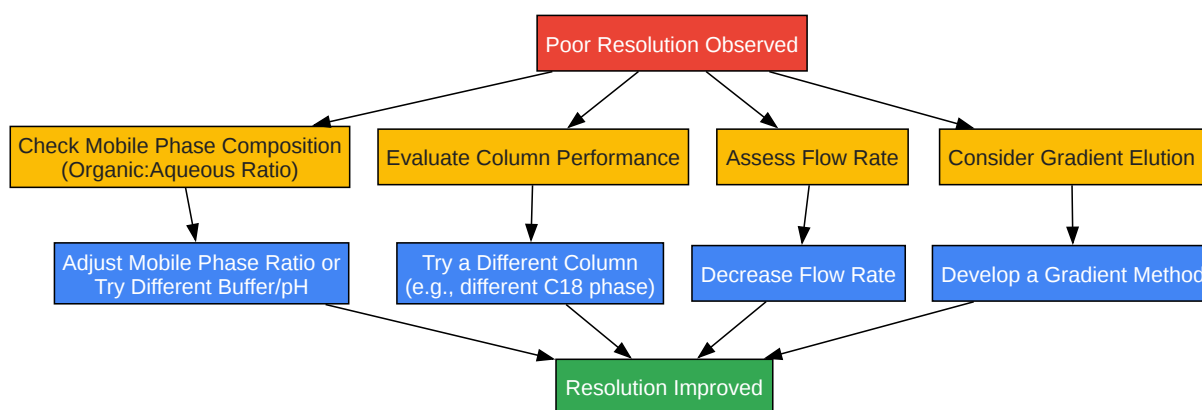 Poor Resolution Observed
Check Mobile Phase Composition
(Organic:Aqueous Ratio)
Evaluate Column Performance
Assess Flow Rate
Consider Gradient Elution
Adjust Mobile Phase Ratio or
Try Different Buffer/pH
Try a Different Column
(e.g., different C18 phase)
Decrease Flow Rate
Develop a Gradient Method
Resolution Improved